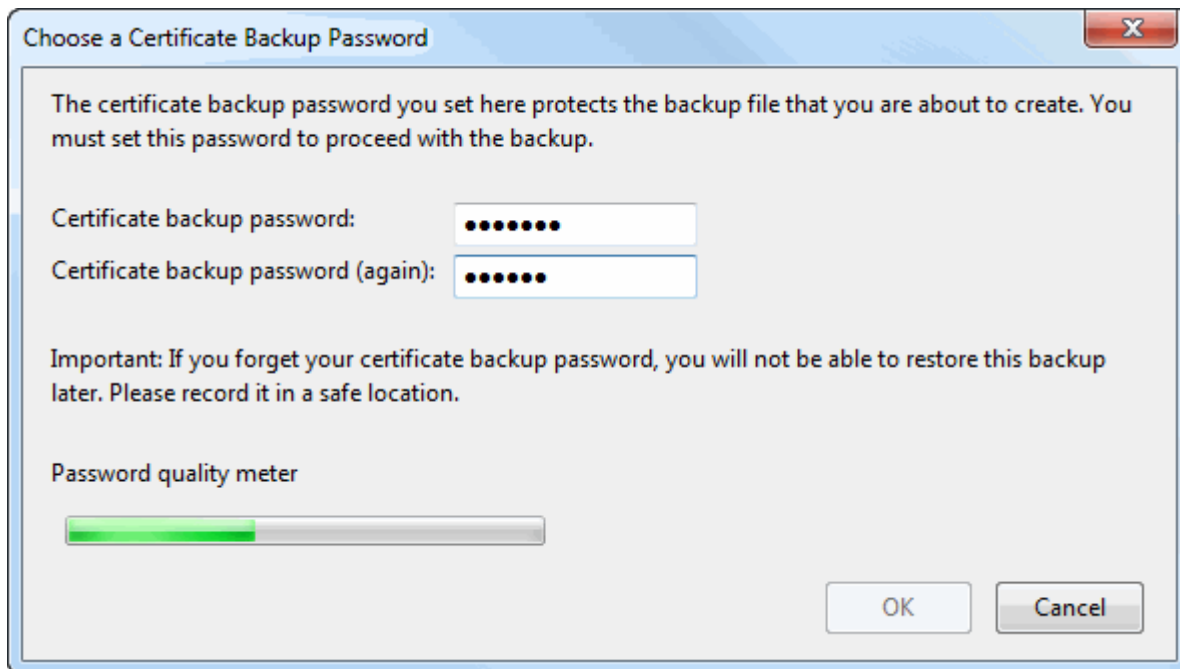 Choose a Certificate Backup Password
The certificate backup password you set here protects the backup file that you are about to create. You
must set this password to proceed with the backup.
Certificate backup password: •••••••
Certificate backup password (again): ••••••
Important: If you forget your certificate backup password, you will not be able to restore this backup
later. Please record it in a safe location.
Password quality meter
OK Cancel